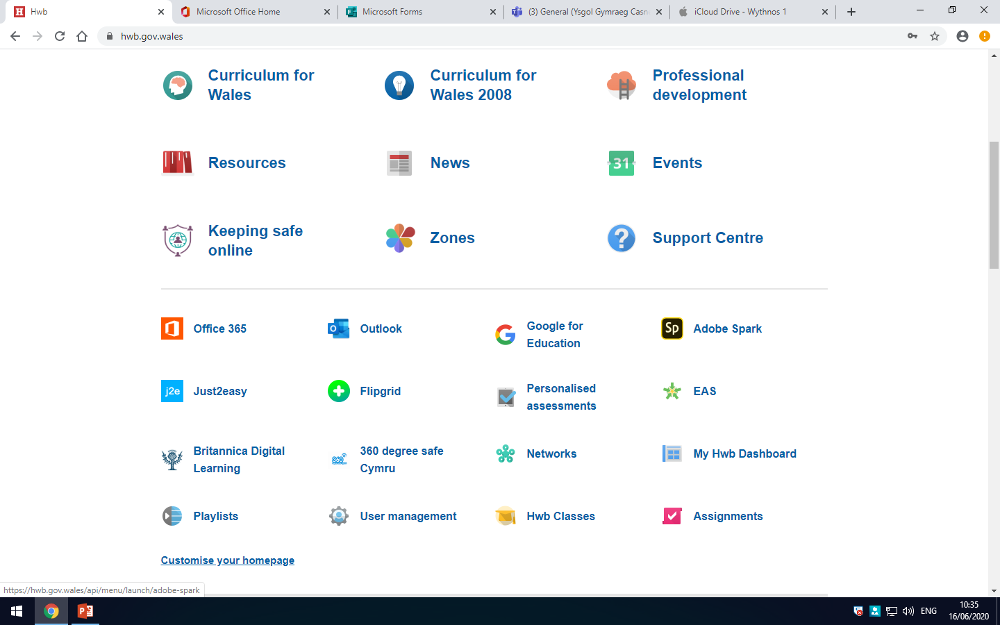 Hwb
Microsoft Office Home
Microsoft Forms
(3) General (Ysgol Gymraeg Casn
iCloud Drive - Wythnos 1
hwb.gov.wales
Curriculum for
Wales
Curriculum for
Wales 2008
Professional
development
Resources
News
31
Events
Keeping safe
online
Zones
?
Support Centre
Office 365
Outlook
Google for
Education
Sp
Adobe Spark
j2e
Just2easy
Flipgrid
Personalised
assessments
EAS
Britannica Digital
Learning
360
360 degree safe
Cymru
Networks
My Hwb Dashboard
Playlists
User management
Hwb Classes
Assignments
Customise your homepage
https://hwb.gov.wales/api/menu/launch/adobe-spark
ENG
10:35
16/06/2020